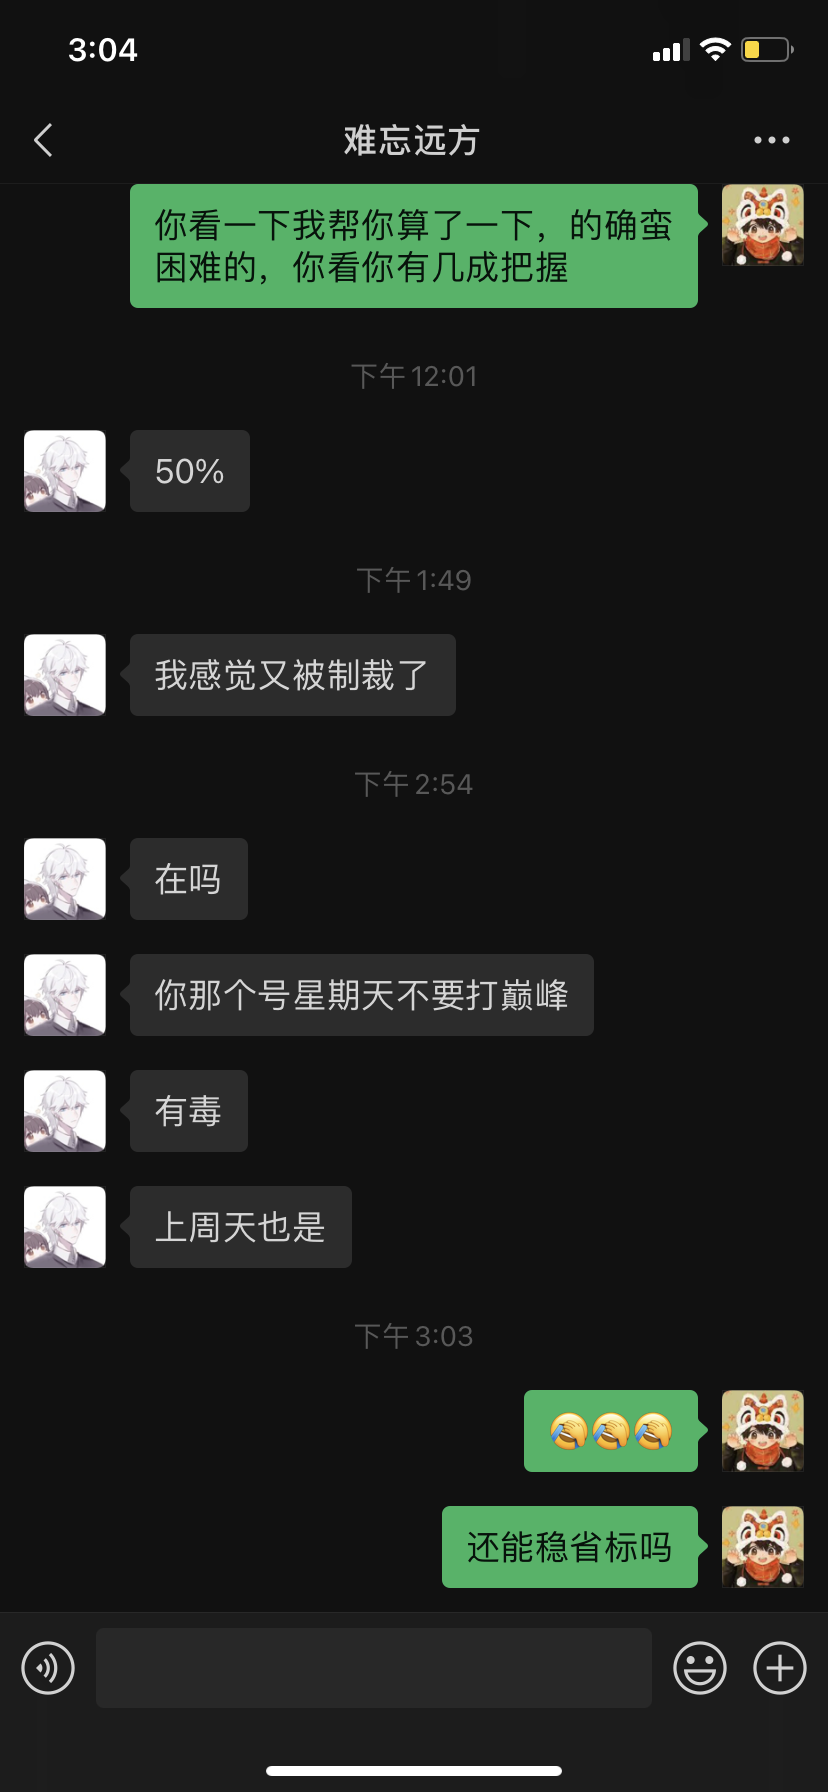 3:04
难忘远方
你看一下我帮你算了一下，的确蛮
困难的，你看你有几成把握
下午12:01
50%
下午1:49
我感觉又被制裁了
下午2:54
在吗
你那个号星期天不要打巅峰
有毒
上周天也是
下午3:03
🤣🤣🤣
还能稳省标吗